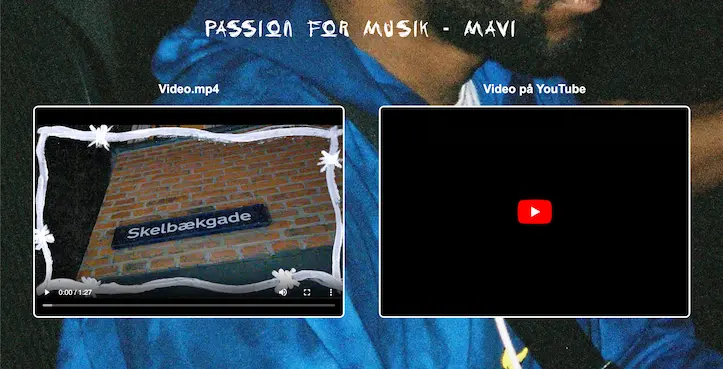 PASSION FOR MUSIK - MAVI
Video.mp4
Video på YouTube
Skelbækgade
0:00 / 1:27